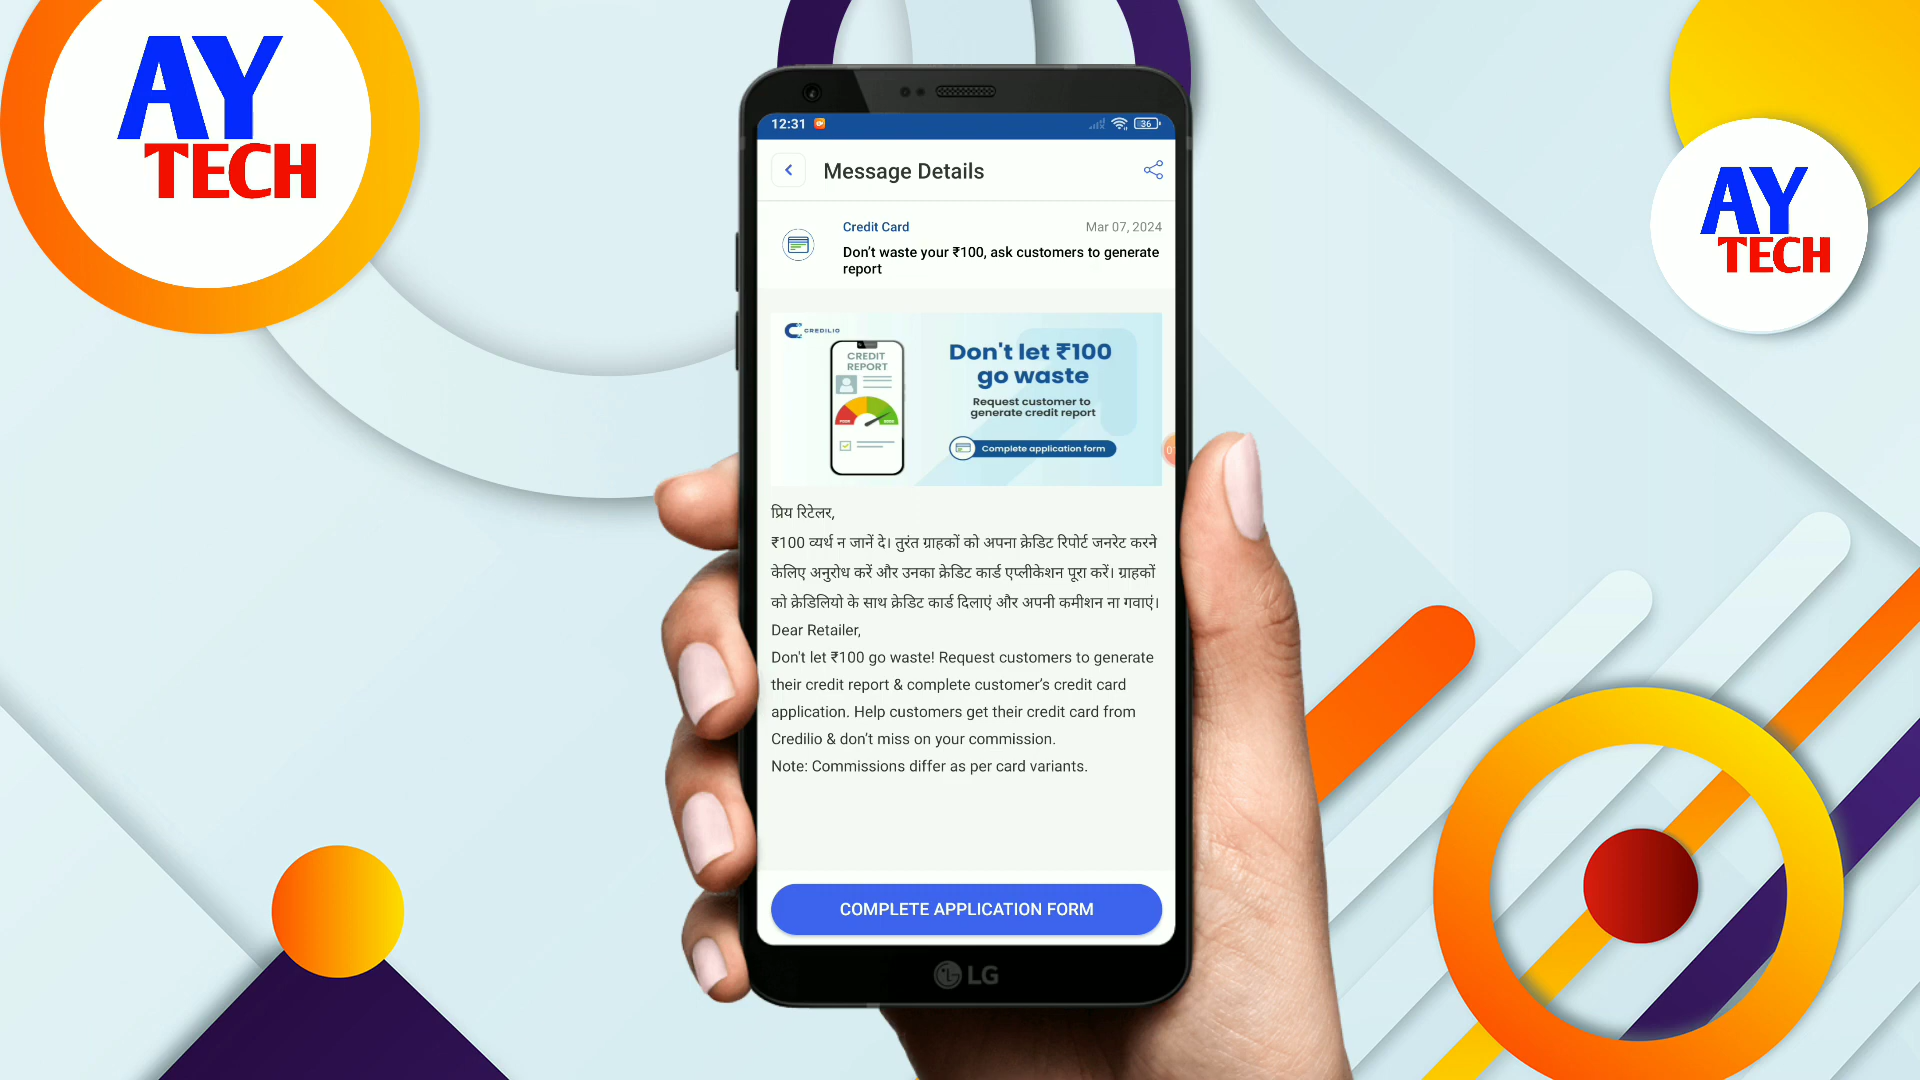 AY
TECH
AY
TECH
12:31
36
Message Details
Credit Card
Mar 07, 2024
Don't waste your ₹100, ask customers to generate
report
CREDILIO
CREDIT
REPORT
Don't let ₹100
go waste
Request customer to
generate credit report
Complete application form
प्रिय रिटेलर,
₹100 व्यर्थ न जानें दे। तुरंत ग्राहकों को अपना क्रेडिट रिपोर्ट जनरेट करने
केलिए अनुरोध करें और उनका क्रेडिट कार्ड एप्लीकेशन पूरा करें। ग्राहकों
को क्रेडिलियो के साथ क्रेडिट कार्ड दिलाएं और अपनी कमीशन ना गवाएं।
Dear Retailer,
Don't let ₹100 go waste! Request customers to generate
their credit report & complete customer's credit card
application. Help customers get their credit card from
Credilio & don't miss on your commission.
Note: Commissions differ as per card variants.
COMPLETE APPLICATION FORM
LG